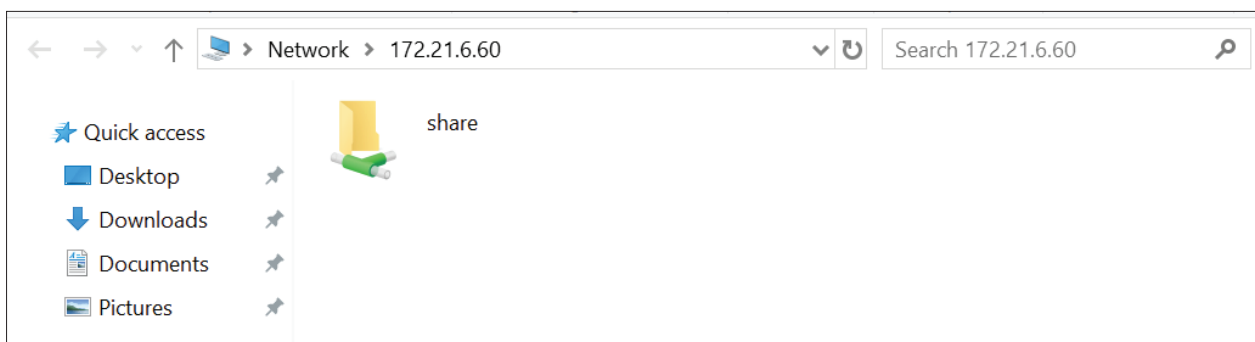 Network > 172.21.6.60
Search 172.21.6.60
Quick access
share
Desktop
Downloads
Documents
Pictures